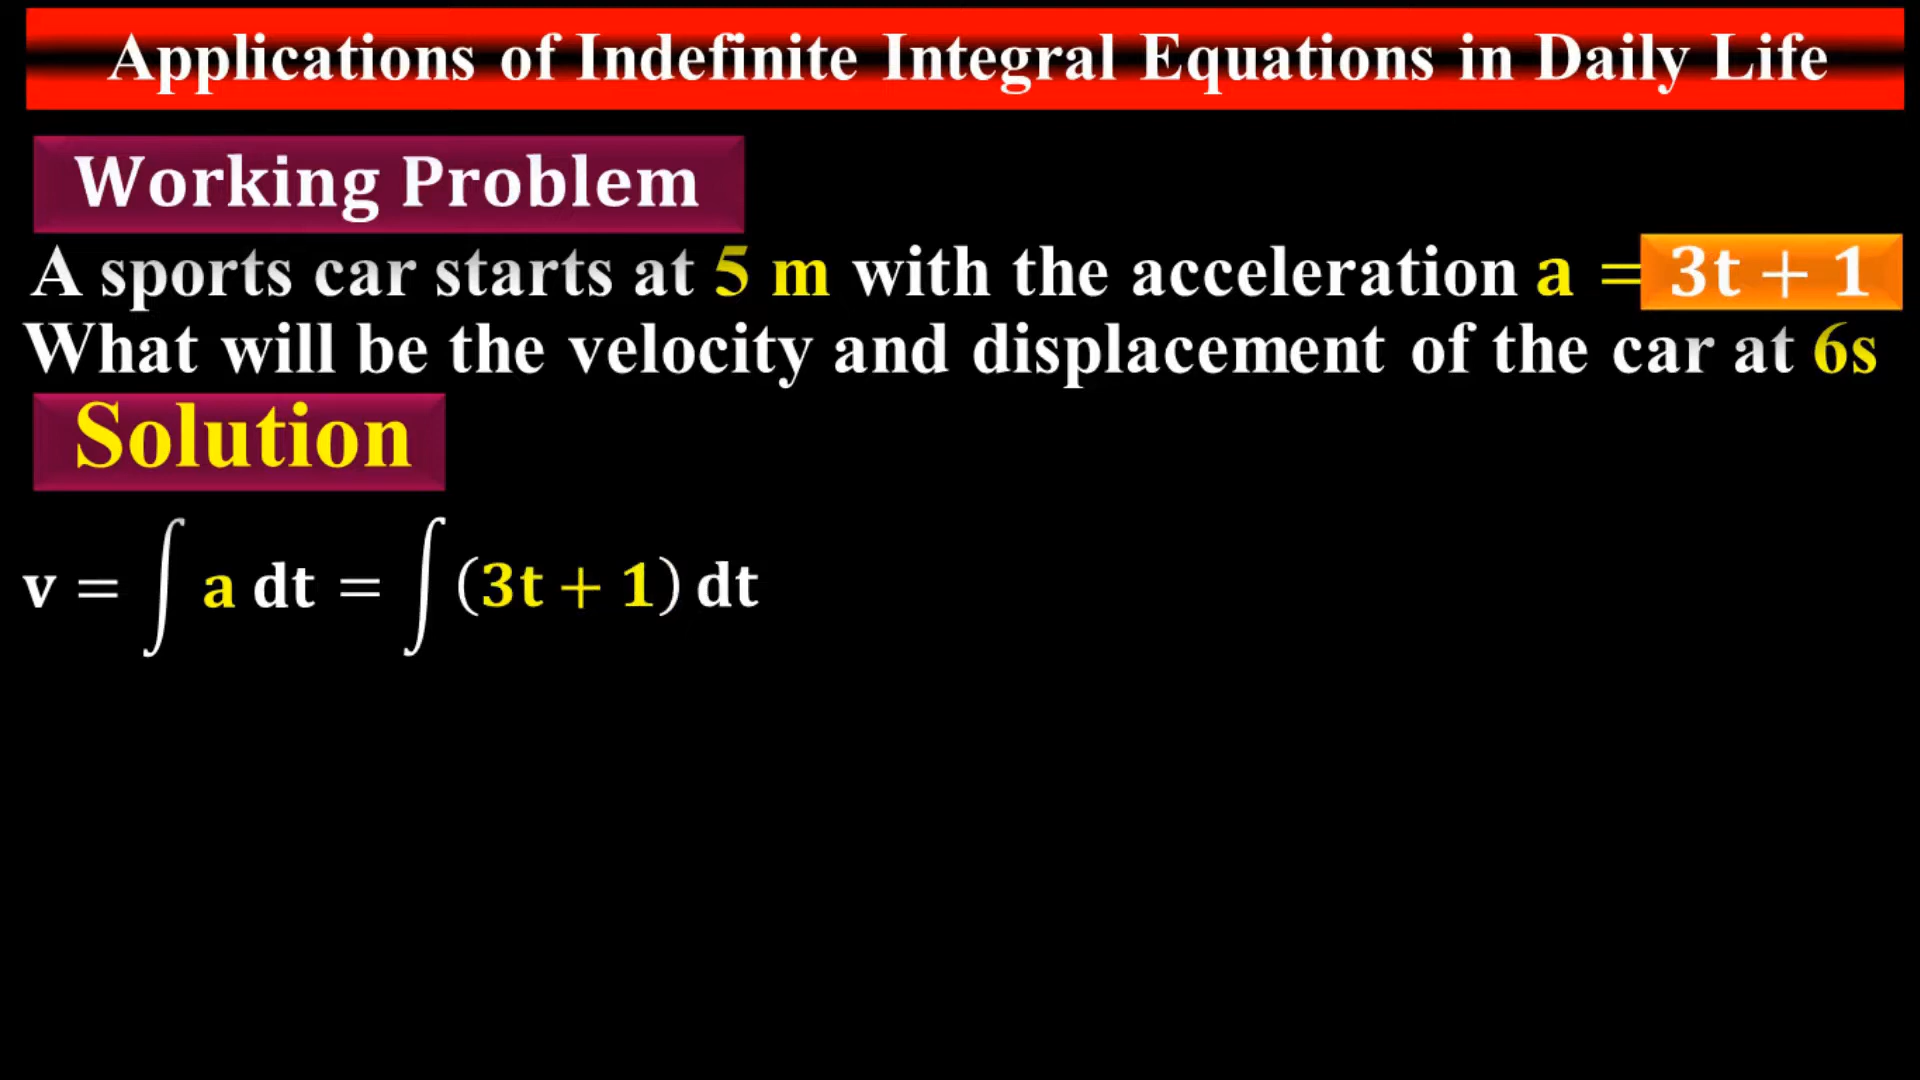 Applications of Indefinite Integral Equations in Daily Life
Working Problem
A sports car starts at 5 m with the acceleration a = 3t + 1
What will be the velocity and displacement of the car at 6s
Solution
v = ∫ a dt = ∫ (3t + 1) dt